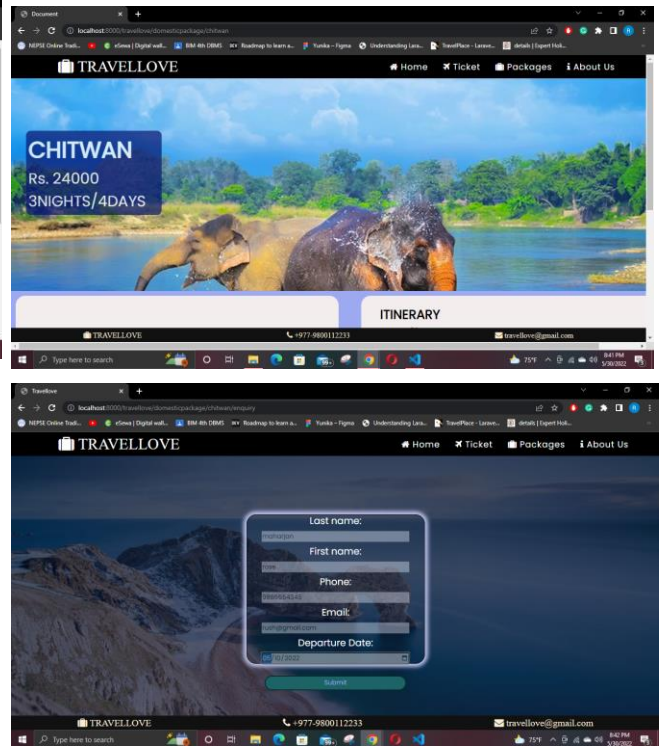 Document
localhost:8000/travellove/domesticpackage/chitwan
NEPSE Online Tradi...
eSewa | Digital wall...
BIM 4th DBMS
Roadmap to learn a...
Yunika – Figma
Understanding Lara...
TravelPlace - Larave...
details | Expert Holi...
TRAVELLOVE
Home
Ticket
Packages
About Us
CHITWAN
Rs. 24000
3NIGHTS/4DAYS
ITINERARY
TRAVELLOVE
+977-9800112233
travellove@gmail.com
Type here to search
75°F
8:41 PM
5/30/2022
Travellove
localhost:8000/travellove/domesticpackage/chitwan/enquiry
NEPSE Online Tradi...
eSewa | Digital wall...
BIM 4th DBMS
Roadmap to learn a...
Yunika – Figma
Understanding Lara...
TravelPlace - Larave...
details | Expert Holi...
TRAVELLOVE
Home
Ticket
Packages
About Us
Last name:
maharjan
First name:
Phone:
Email:
rush@gmail.com
Departure Date:
Submit
TRAVELLOVE
+977-9800112233
travellove@gmail.com
Type here to search
75°F
8:42 PM
5/30/2022